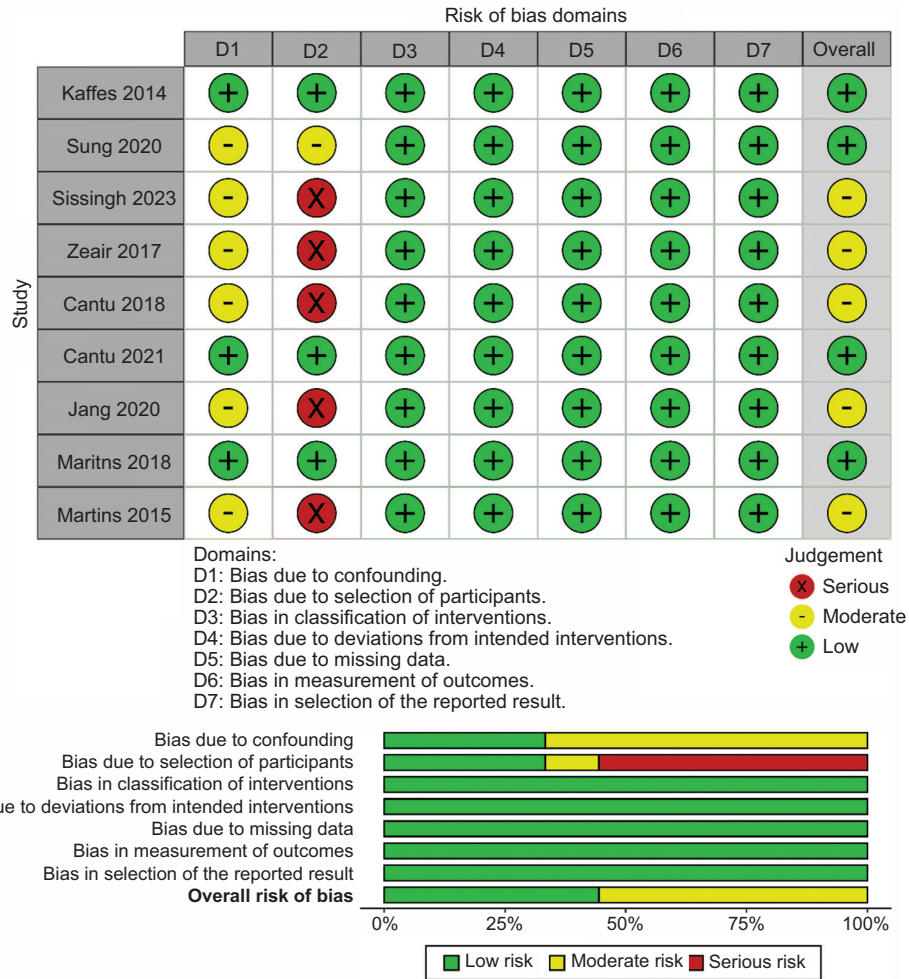 Risk of bias domains
D1 D2 D3 D4 D5 D6 D7 Overall
Study
Kaffes 2014 + + + + + + + +
Sung 2020 - - + + + + + +
Sissingh 2023 - X + + + + + -
Zeair 2017 - X + + + + + -
Cantu 2018 - X + + + + + -
Cantu 2021 + + + + + + + +
Jang 2020 - X + + + + + -
Maritns 2018 + + + + + + + +
Martins 2015 - X + + + + + -
Domains:
D1: Bias due to confounding.
D2: Bias due to selection of participants.
D3: Bias in classification of interventions.
D4: Bias due to deviations from intended interventions.
D5: Bias due to missing data.
D6: Bias in measurement of outcomes.
D7: Bias in selection of the reported result.
Judgement
X Serious
- Moderate
+ Low
Bias due to confounding
Bias due to selection of participants
Bias in classification of interventions
ue to deviations from intended interventions
Bias due to missing data
Bias in measurement of outcomes
Bias in selection of the reported result
Overall risk of bias
0% 25% 50% 75% 100%
Low risk Moderate risk Serious risk